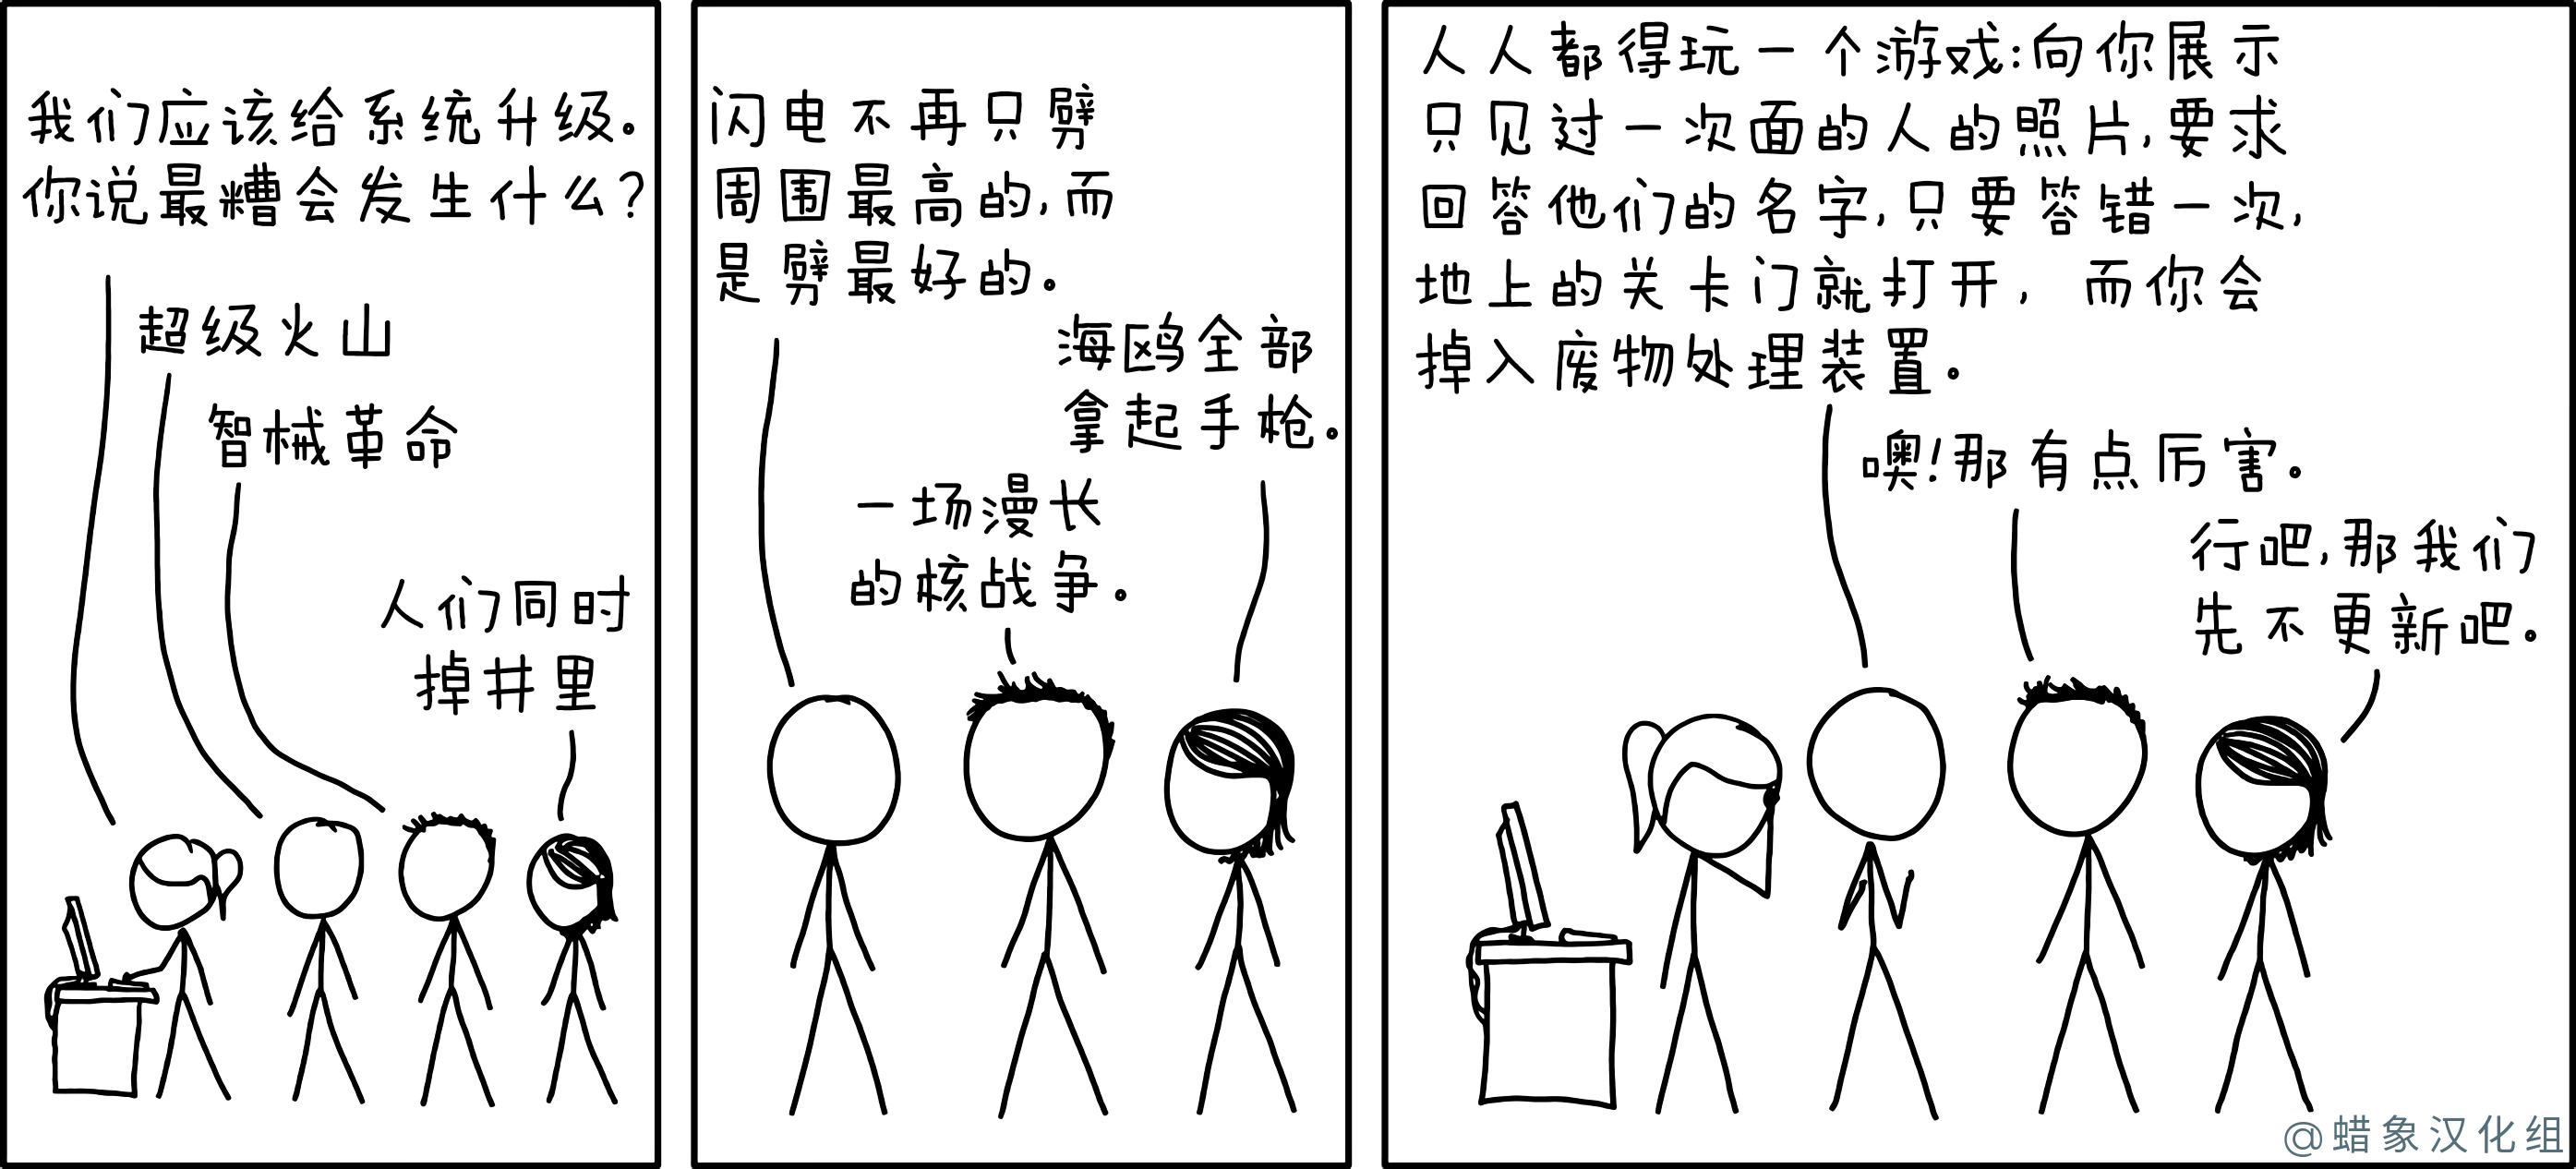 我们应该给系统升级。
你说最糟会发生什么?
超级火山
智械革命
人们同时
掉井里
闪电不再只劈
周围最高的,而
是劈最好的。
海鸥全部
拿起手枪。
一场漫长
的核战争。
人人都得玩一个游戏:向你展示
只见过一次面的人的照片,要求
回答他们的名字,只要答错一次,
地上的关卡门就打开,而你会
掉入废物处理装置。
噢!那有点厉害。
行吧,那我们
先不更新吧。
@蜡象汉化组